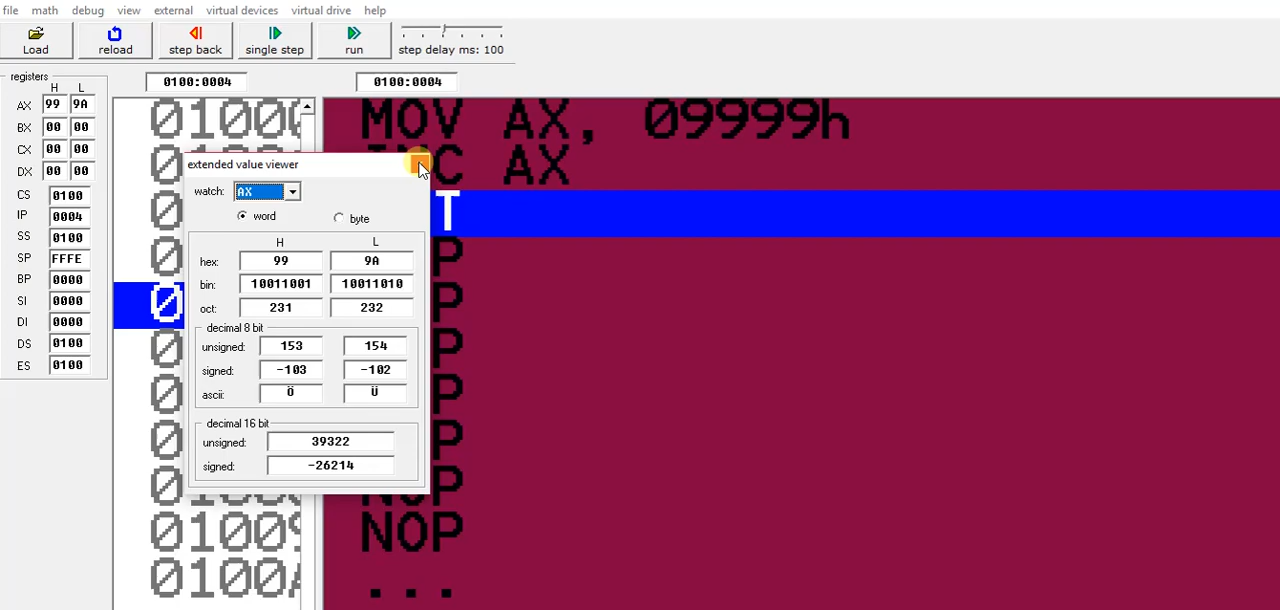 file math debug view external virtual devices virtual drive help
Load reload step back single step run step delay ms: 100
registers
H L
0100:0004 0100:0004
AX 99 9A
BX 00 00
CX 00 00
DX 00 00
CS 0100
IP 0004
SS 0100
SP FFFE
BP 0000
SI 0000
DI 0000
DS 0100
ES 0100
MOV AX, 09999h
C AX
T
P
P
P
P
P
NOP
NOP
...
extended value viewer
watch: AX
word byte
H L
hex: 99 9A
bin: 10011001 10011010
oct: 231 232
decimal 8 bit
unsigned: 153 154
signed: -103 -102
ascii: Ö Ü
decimal 16 bit
unsigned: 39322
signed: -26214